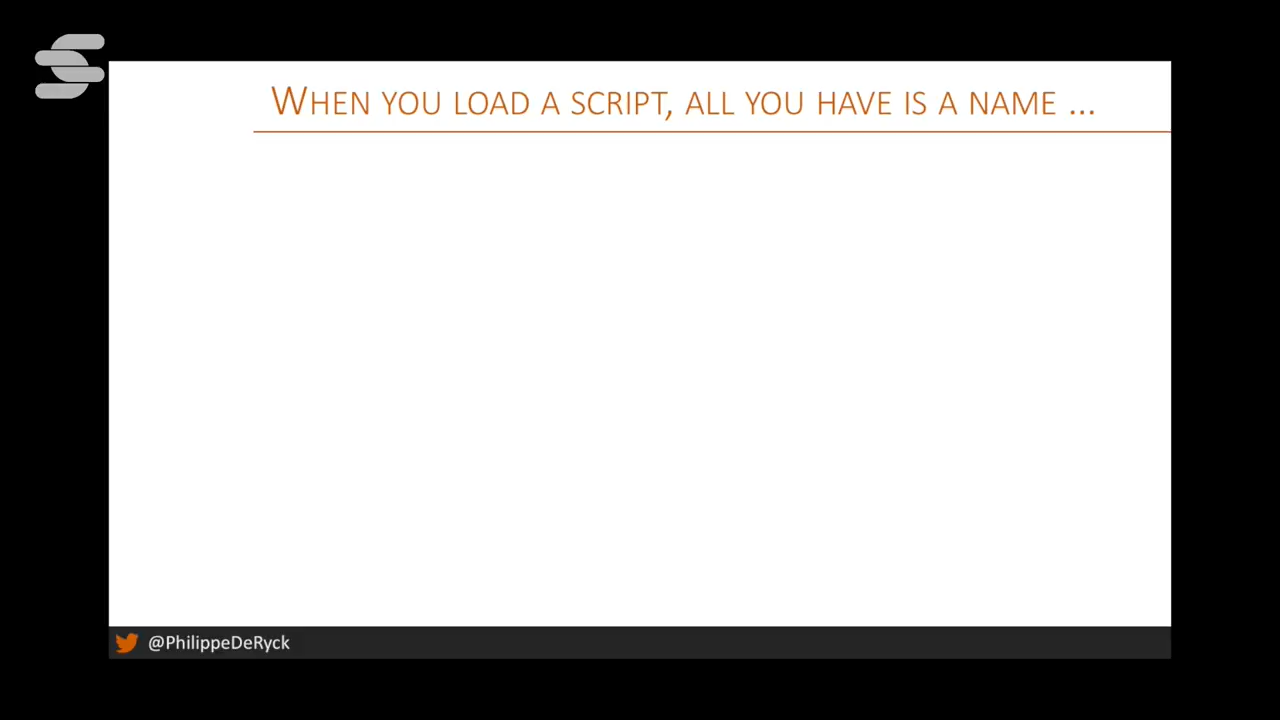 WHEN YOU LOAD A SCRIPT, ALL YOU HAVE IS A NAME ...
@PhilippeDeRyck